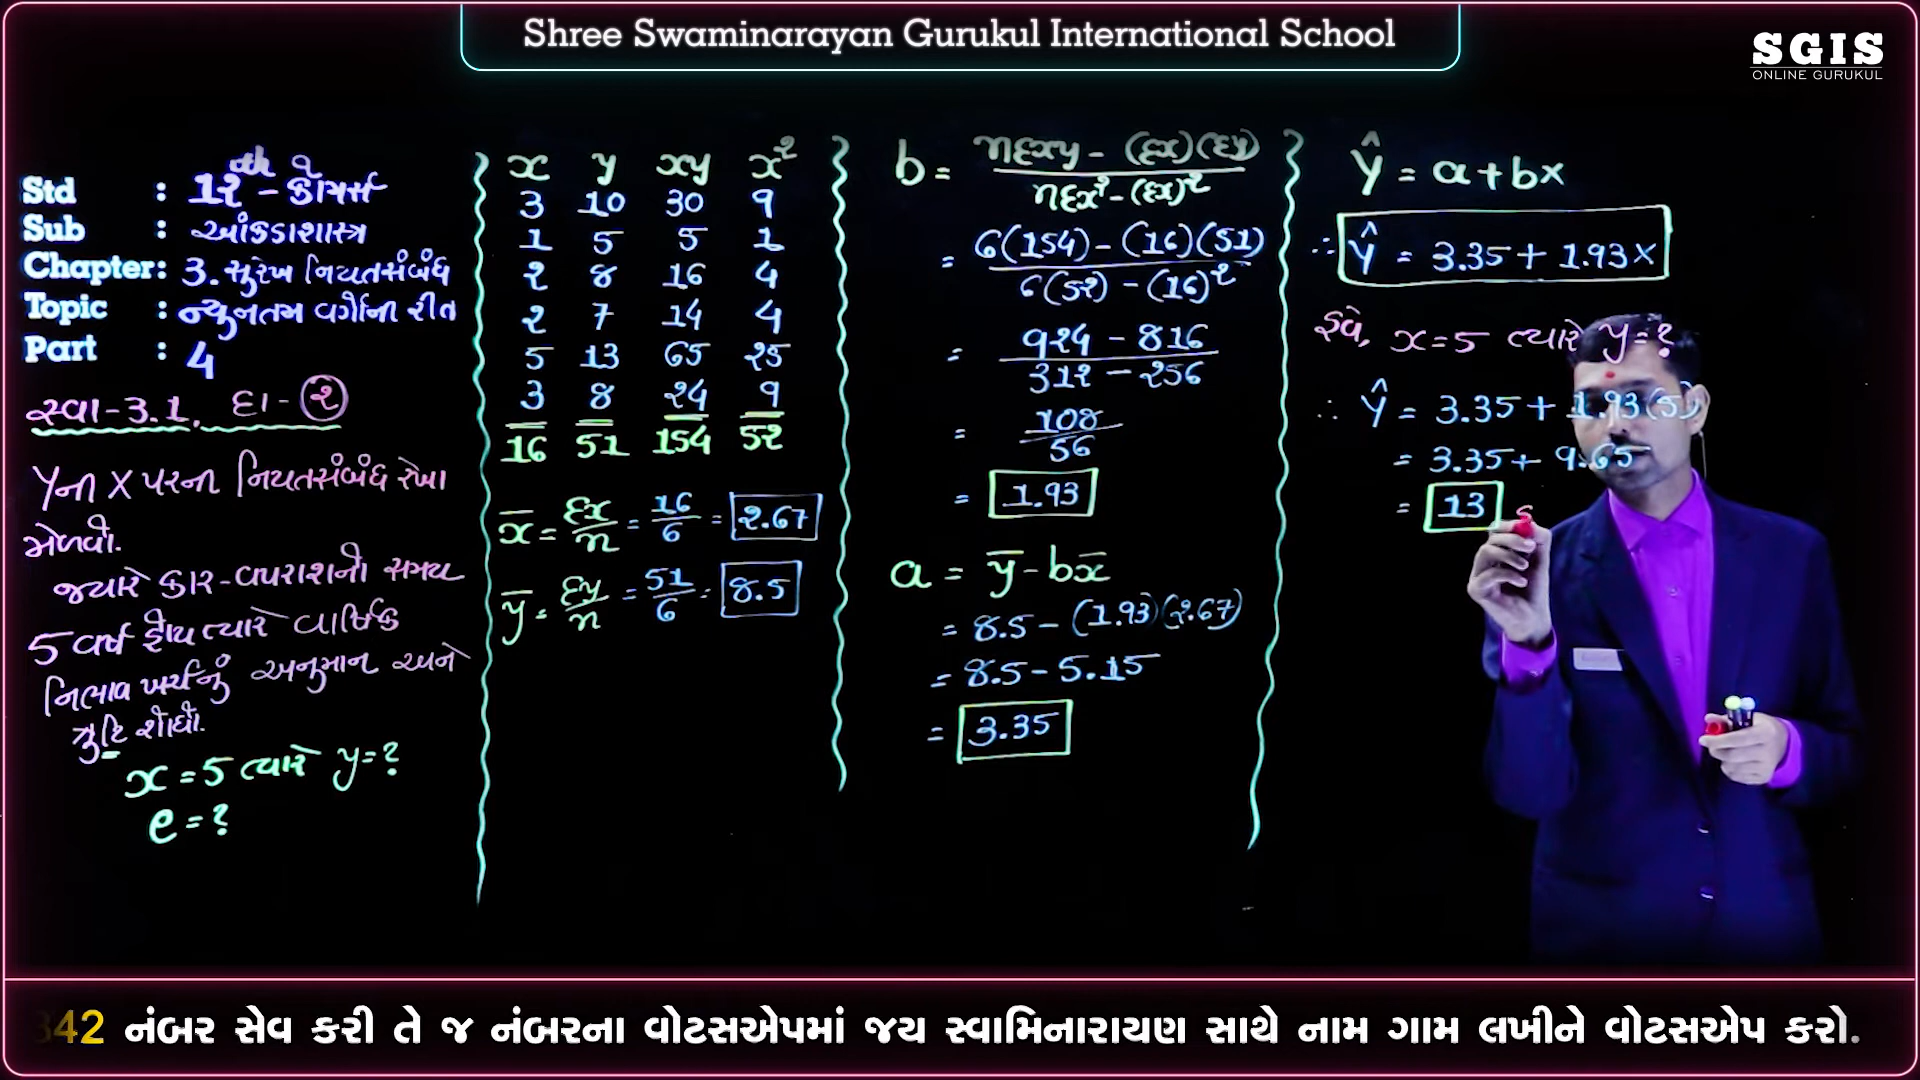 Shree Swaminarayan Gurukul International School
SGIS
ONLINE GURUKUL
Std : 12th - કોમર્સ
Sub : આંકડાશાસ્ત્ર
Chapter : 3. સુરેખ નિયતસંબંધ
Topic : ન્યુનતમ વર્ગોની રીત
Part : 4
સ્વા-3.1. દા-૨
Yની X પરની નિયતસંબંધ રેખા
મેળવો.
જ્યારે કાર-વપરાશનો સમય
5 વર્ષ હોય ત્યારે વાર્ષિક
નિભાવ ખર્ચનું અનુમાન અને
ત્રુટિ શોધો.
x = 5 ત્યારે y = ?
e = ?
x y xy x²
3 10 30 9
1 5 5 1
2 8 16 4
2 7 14 4
5 13 65 25
3 8 24 9
16 51 154 52
x̄ = Σx/n = 16/6 = 2.67
ȳ = Σy/n = 51/6 = 8.5
b = nΣxy - (Σx)(Σy) / nΣx² - (Σx)²
= 6(154) - (16)(51) / 6(52) - (16)²
= 924 - 816 / 312 - 256
= 108 / 56
= 1.93
a = ȳ - bx̄
= 8.5 - (1.93)(2.67)
= 8.5 - 5.15
= 3.35
Ŷ = a + bx
∴ Ŷ = 3.35 + 1.93x
હવે, x = 5 ત્યારે y = ?
∴ Ŷ = 3.35 + 1.93(5)
= 3.35 + 9.65
= 13
342 નંબર સેવ કરી તે જ નંબરના વોટસએપમાં જય સ્વામિનારાયણ સાથે નામ ગામ લખીને વોટસએપ કરો.